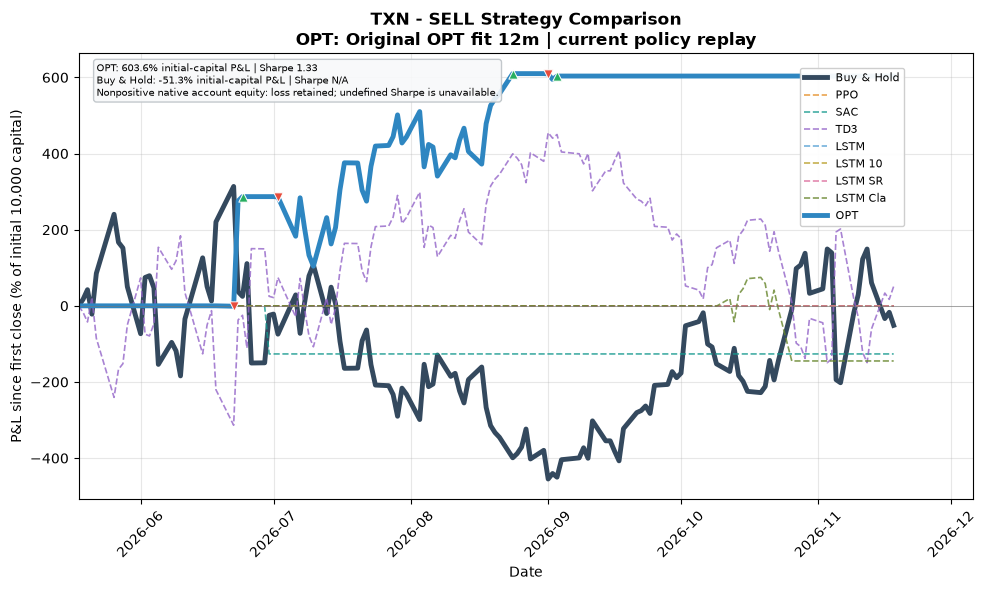 TXN - SELL Strategy Comparison
OPT: Original OPT fit 12m | current policy replay
OPT: 603.6% initial-capital P&L | Sharpe 1.33
Buy & Hold: -51.3% initial-capital P&L | Sharpe N/A
Nonpositive native account equity: loss retained; undefined Sharpe is unavailable.
Buy & Hold
PPO
SAC
TD3
LSTM
LSTM 10
LSTM SR
LSTM Cla
OPT
P&L since first close (% of initial 10,000 capital)
600
400
200
0
−200
−400
2026-06
2026-07
2026-08
2026-09
2026-10
2026-11
2026-12
Date